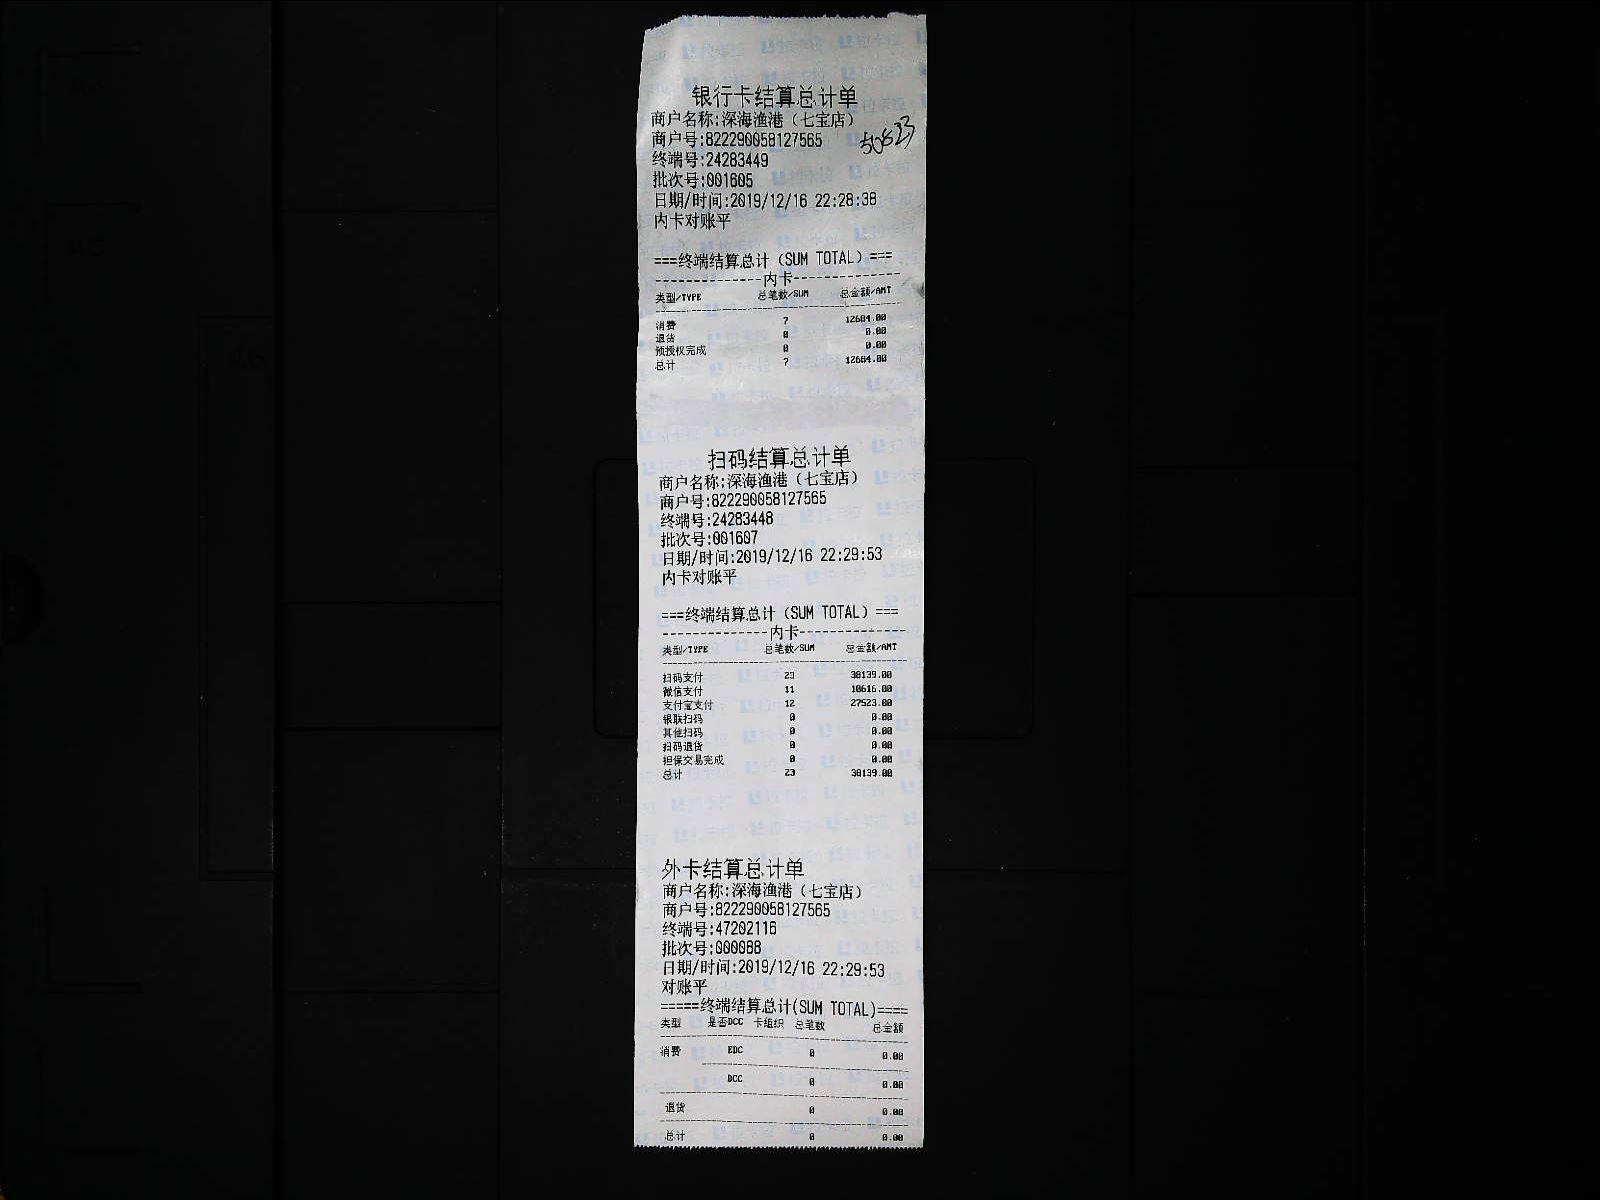 银行卡结算总计单
商户名称:深海渔港（七宝店）
50823
商户号:822290058127565
终端号:24283449
批次号:001605
日期/时间:2019/12/16 22:28:38
内卡对账平
===终端结算总计（SUM TOTAL）===
--------------内卡--------------
类型/TYPE 总笔数/SUM 总金额/AMT
消费 7 12684.00
退货 0 0.00
预授权完成 0 0.00
总计 7 12684.00
扫码结算总计单
商户名称:深海渔港（七宝店）
商户号:822290058127565
终端号:24283448
批次号:001607
日期/时间:2019/12/16 22:29:53
内卡对账平
===终端结算总计（SUM TOTAL）===
--------------内卡--------------
类型/TYPE 总笔数/SUM 总金额/AMT
扫码支付 23 38139.00
微信支付 11 10616.00
支付宝支付 12 27523.00
银联扫码 0 0.00
其他扫码 0 0.00
扫码退货 0 0.00
担保交易完成 0 0.00
总计 23 38139.00
外卡结算总计单
商户名称:深海渔港（七宝店）
商户号:822290058127565
终端号:47202116
批次号:000088
日期/时间:2019/12/16 22:29:53
对账平
=====终端结算总计(SUM TOTAL)====
类型 是否DCC 卡组织 总笔数 总金额
消费 EDC 0 0.00
DCC 0 0.00
退货 0 0.00
总计 0 0.00